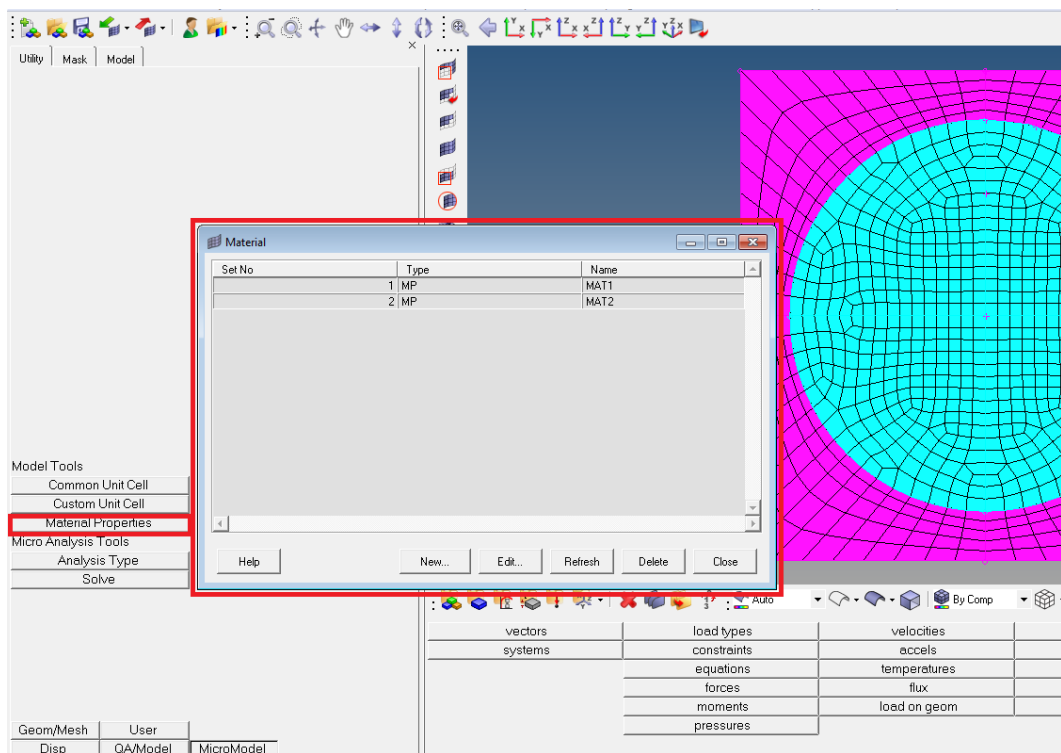 Utility Mask Model
Material
Set No Type Name
1 MP MAT1
2 MP MAT2
Help New... Edit... Refresh Delete Close
Model Tools
Common Unit Cell
Custom Unit Cell
Material Properties
Micro Analysis Tools
Analysis Type
Solve
Auto By Comp
vectors load types velocities
systems constraints accels
equations temperatures
forces flux
moments load on geom
pressures
Geom/Mesh User
Disp QA/Model MicroModel